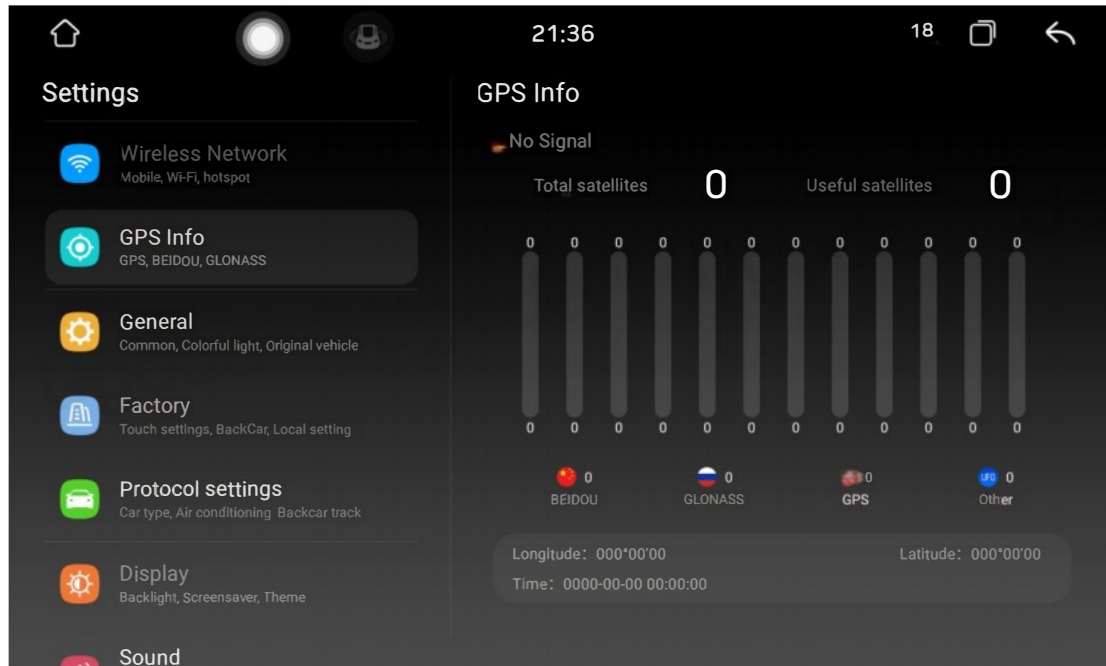 21:36
18
Settings
Wireless Network
Mobile, Wi-Fi, hotspot
GPS Info
GPS, BEIDOU, GLONASS
General
Common, Colorful light, Original vehicle
Factory
Touch settings, BackCar, Local setting
Protocol settings
Car type, Air conditioning Backcar track
Display
Backlight, Screensaver, Theme
Sound
GPS Info
No Signal
Total satellites 0 Useful satellites 0
0 0 0 0 0 0 0 0 0 0 0 0
0 0 0 0 0 0 0 0 0 0 0 0
0 0 0 UFO 0
BEIDOU GLONASS GPS Other
Longitude: 000°00'00 Latitude: 000°00'00
Time: 0000-00-00 00:00:00